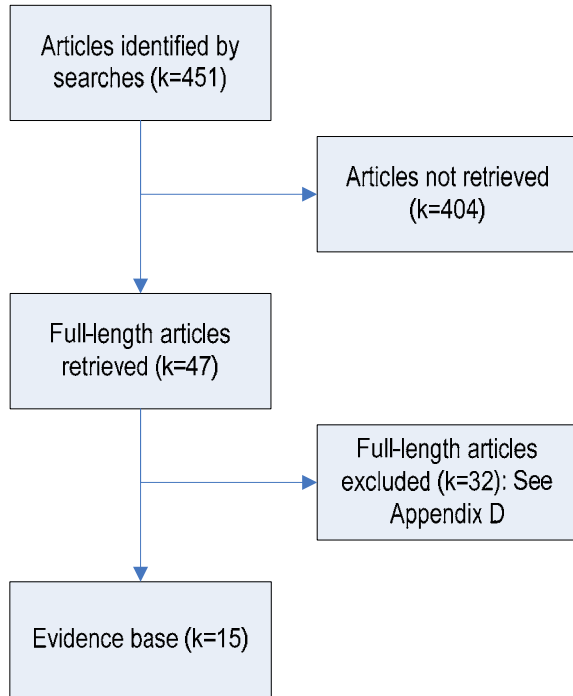 Articles identified by
searches (k=451)
Articles not retrieved
(k=404)
Full-length articles
retrieved (k=47)
Full-length articles
excluded (k=32): See
Appendix D
Evidence base (k=15)